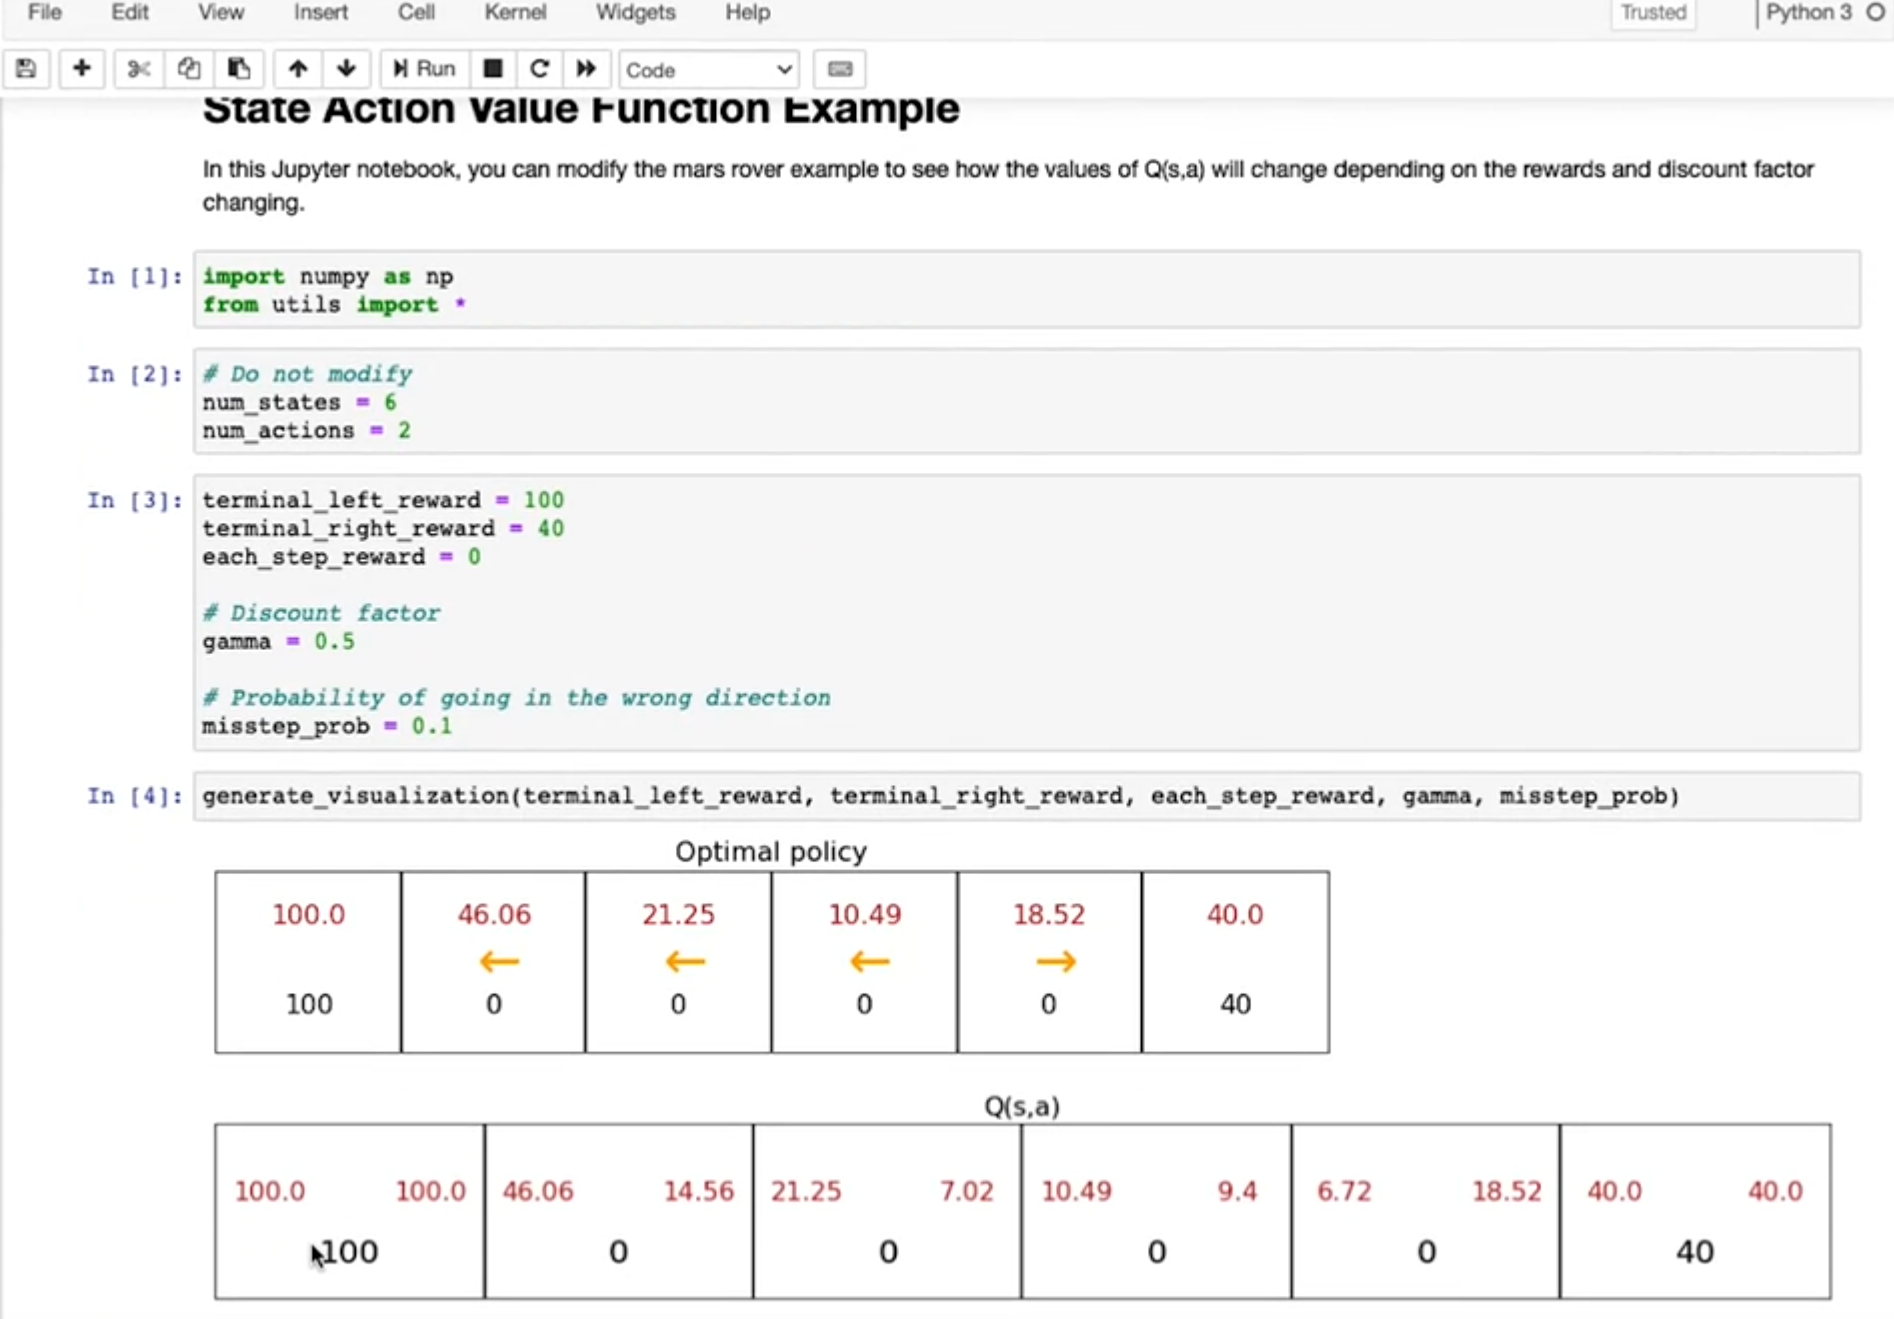 File Edit View Insert Cell Kernel Widgets Help Trusted Python 3
Run Code
State Action Value Function Example
In this Jupyter notebook, you can modify the mars rover example to see how the values of Q(s,a) will change depending on the rewards and discount factor
changing.
In [1]: import numpy as np
from utils import *
In [2]: # Do not modify
num_states = 6
num_actions = 2
In [3]: terminal_left_reward = 100
terminal_right_reward = 40
each_step_reward = 0
# Discount factor
gamma = 0.5
# Probability of going in the wrong direction
misstep_prob = 0.1
In [4]: generate_visualization(terminal_left_reward, terminal_right_reward, each_step_reward, gamma, misstep_prob)
Optimal policy
100.0 46.06 21.25 10.49 18.52 40.0
← ← ← →
100 0 0 0 0 40
Q(s,a)
100.0 100.0 46.06 14.56 21.25 7.02 10.49 9.4 6.72 18.52 40.0 40.0
100 0 0 0 0 40